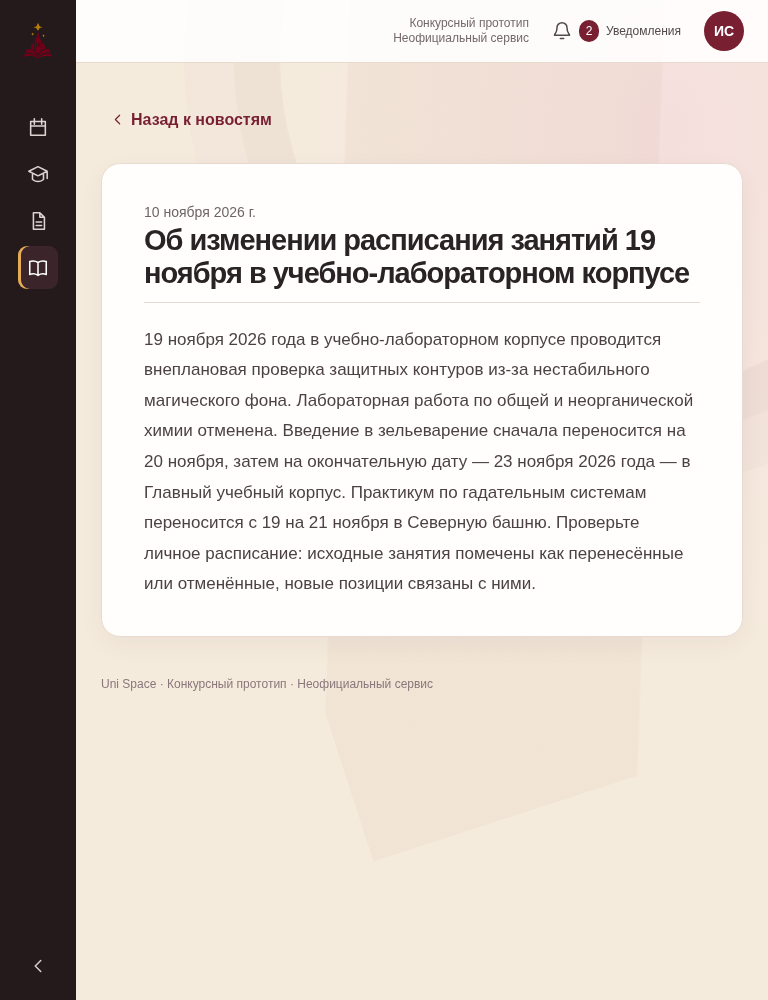 Конкурсный прототип
Неофициальный сервис
2 Уведомления
ИС
Назад к новостям
10 ноября 2026 г.
Об изменении расписания занятий 19
ноября в учебно-лабораторном корпусе
19 ноября 2026 года в учебно-лабораторном корпусе проводится
внеплановая проверка защитных контуров из-за нестабильного
магического фона. Лабораторная работа по общей и неорганической
химии отменена. Введение в зельеварение сначала переносится на
20 ноября, затем на окончательную дату — 23 ноября 2026 года — в
Главный учебный корпус. Практикум по гадательным системам
переносится с 19 на 21 ноября в Северную башню. Проверьте
личное расписание: исходные занятия помечены как перенесённые
или отменённые, новые позиции связаны с ними.
Uni Space · Конкурсный прототип · Неофициальный сервис